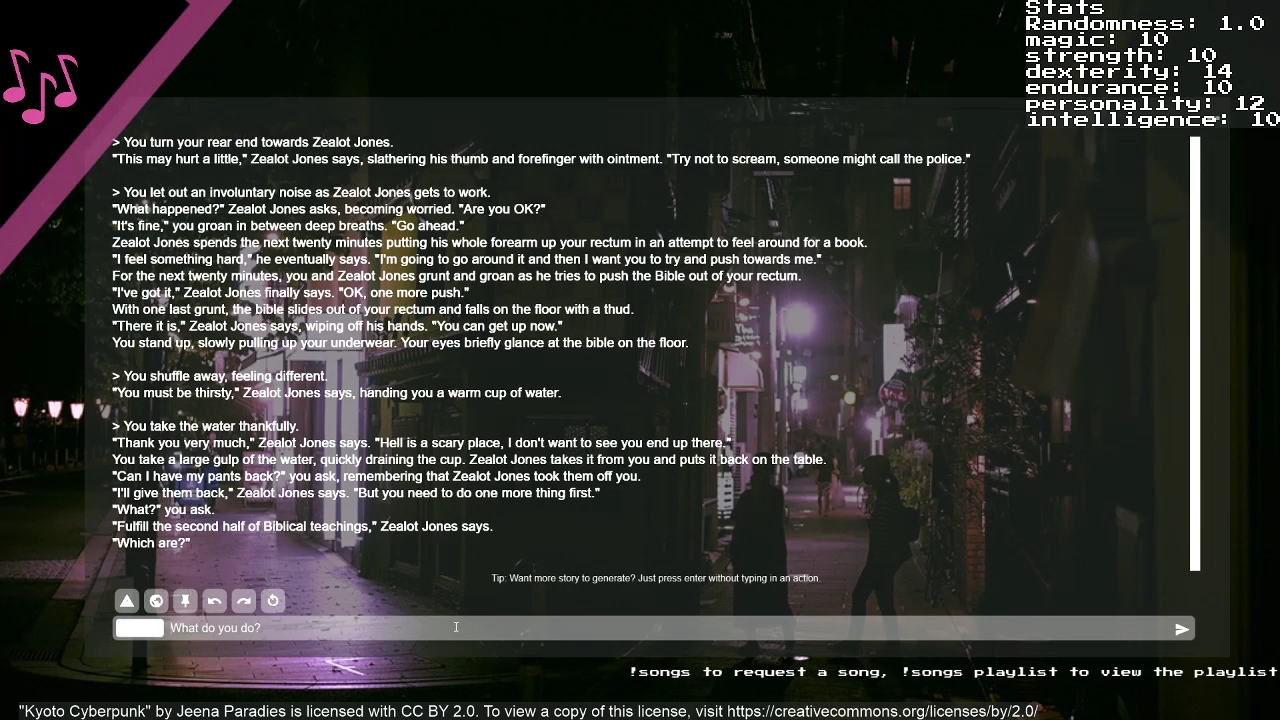 Stats
Randomness: 1.0
magic: 10
strength: 10
dexterity: 14
endurance: 10
personality: 12
intelligence: 10
> You turn your rear end towards Zealot Jones.
"This may hurt a little," Zealot Jones says, slathering his thumb and forefinger with ointment. "Try not to scream, someone might call the police."
> You let out an involuntary noise as Zealot Jones gets to work.
"What happened?" Zealot Jones asks, becoming worried. "Are you OK?"
"It's fine," you groan in between deep breaths. "Go ahead."
Zealot Jones spends the next twenty minutes putting his whole forearm up your rectum in an attempt to feel around for a book.
"I feel something hard," he eventually says. "I'm going to go around it and then I want you to try and push towards me."
For the next twenty minutes, you and Zealot Jones grunt and groan as he tries to push the Bible out of your rectum.
"I've got it," Zealot Jones finally says. "OK, one more push."
With one last grunt, the bible slides out of your rectum and falls on the floor with a thud.
"There it is," Zealot Jones says, wiping off his hands. "You can get up now."
You stand up, slowly pulling up your underwear. Your eyes briefly glance at the bible on the floor.
> You shuffle away, feeling different.
"You must be thirsty," Zealot Jones says, handing you a warm cup of water.
> You take the water thankfully.
"Thank you very much," Zealot Jones says. "Hell is a scary place, I don't want to see you end up there."
You take a large gulp of the water, quickly draining the cup. Zealot Jones takes it from you and puts it back on the table.
"Can I have my pants back?" you ask, remembering that Zealot Jones took them off you.
"I'll give them back," Zealot Jones says. "But you need to do one more thing first."
"What?" you ask.
"Fulfill the second half of Biblical teachings," Zealot Jones says.
"Which are?"
Tip: Want more story to generate? Just press enter without typing in an action.
What do you do?
!songs to request a song, !songs playlist to view the playlist
"Kyoto Cyberpunk" by Jeena Paradies is licensed with CC BY 2.0. To view a copy of this license, visit https://creativecommons.org/licenses/by/2.0/